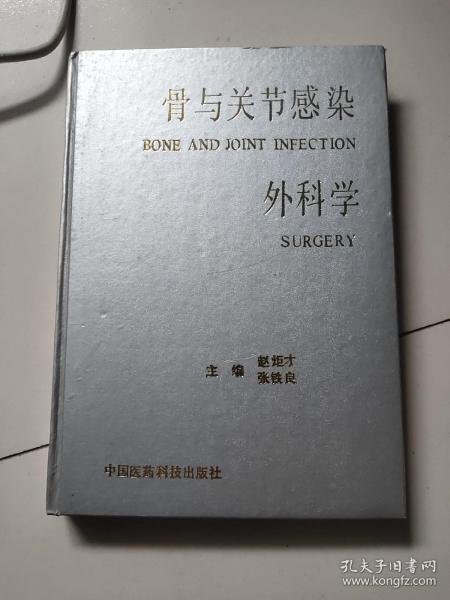 骨与关节感染
BONE AND JOINT INFECTION
外科学
SURGERY
主编 赵炬才
张铁良
中国医药科技出版社
孔夫子旧书网
www.kongfz.com